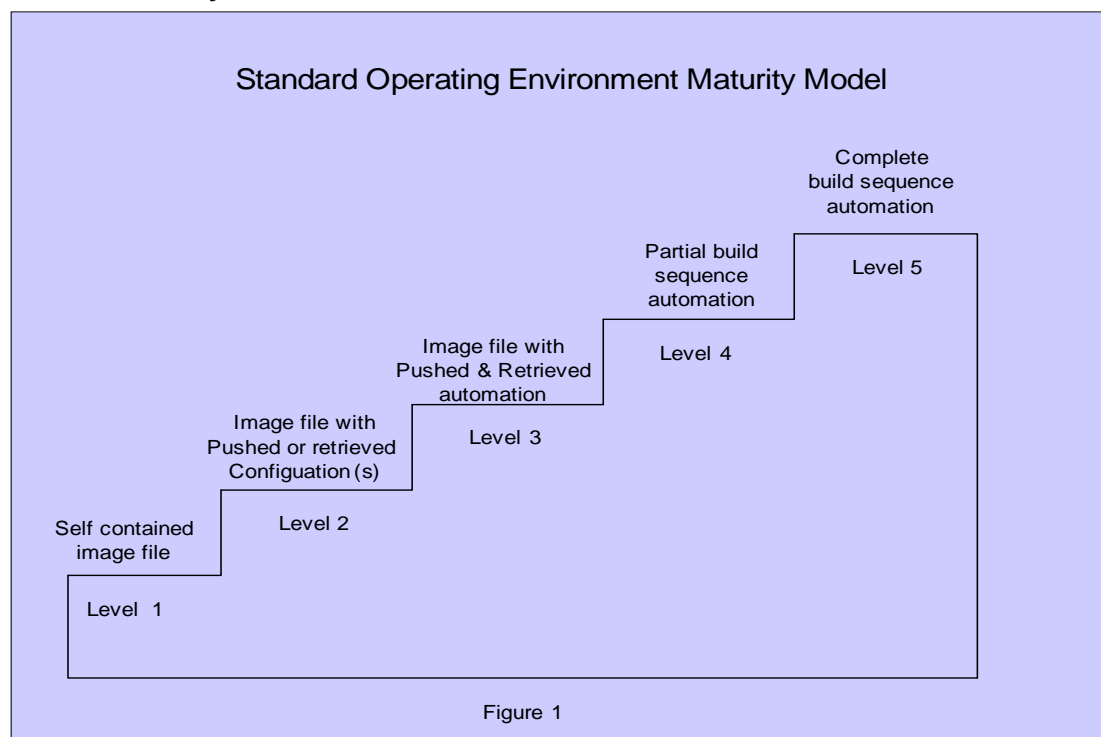 Standard Operating Environment Maturity Model
Complete
build sequence
automation
Level 5
Partial build
sequence
automation
Level 4
Image file with
Pushed & Retrieved
automation
Level 3
Image file with
Pushed or retrieved
Configuation (s)
Level 2
Self contained
image file
Level 1
Figure 1